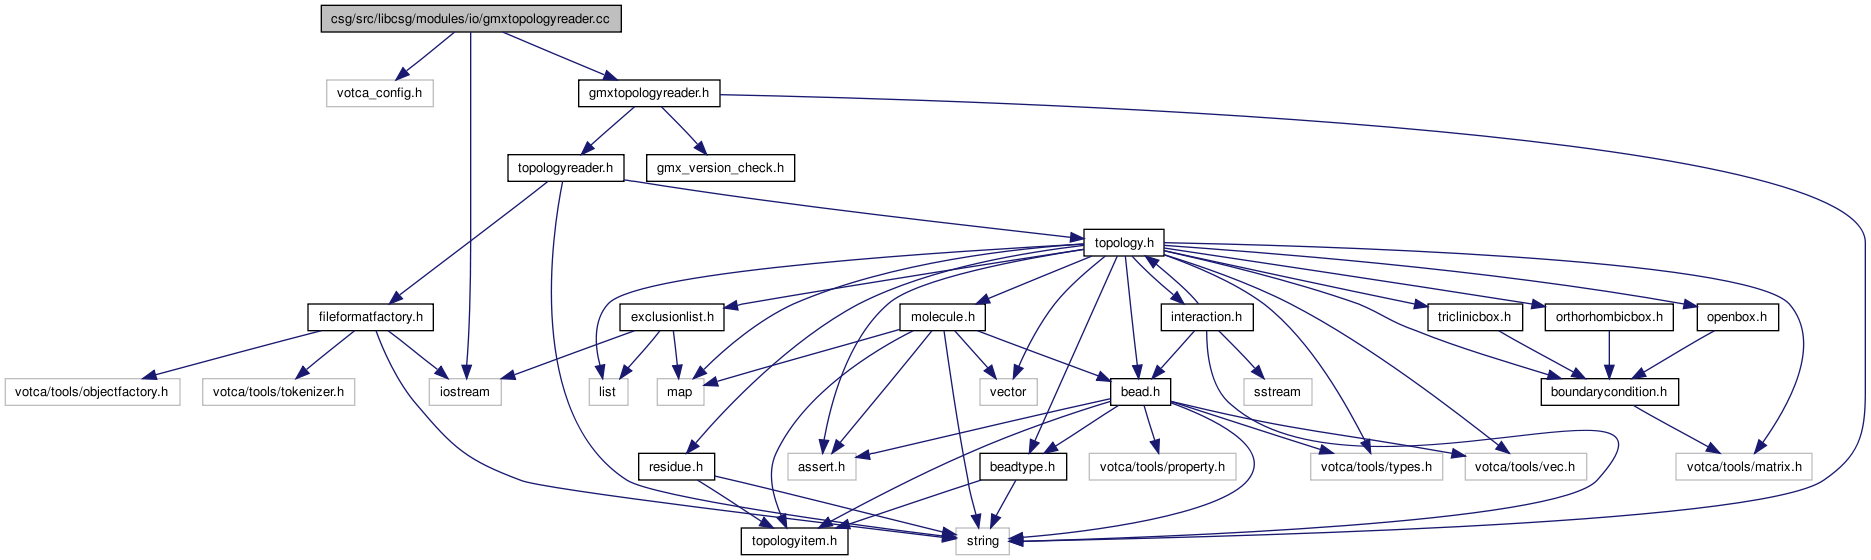 csg/src/libcsg/modules/io/gmxtopologyreader.cc
votca_config.h
gmxtopologyreader.h
topologyreader.h
gmx_version_check.h
topology.h
fileformatfactory.h
exclusionlist.h
molecule.h
interaction.h
triclinicbox.h
orthorhombicbox.h
openbox.h
votca/tools/objectfactory.h
votca/tools/tokenizer.h
iostream
list
map
vector
bead.h
sstream
boundarycondition.h
residue.h
assert.h
beadtype.h
votca/tools/property.h
votca/tools/types.h
votca/tools/vec.h
votca/tools/matrix.h
topologyitem.h
string